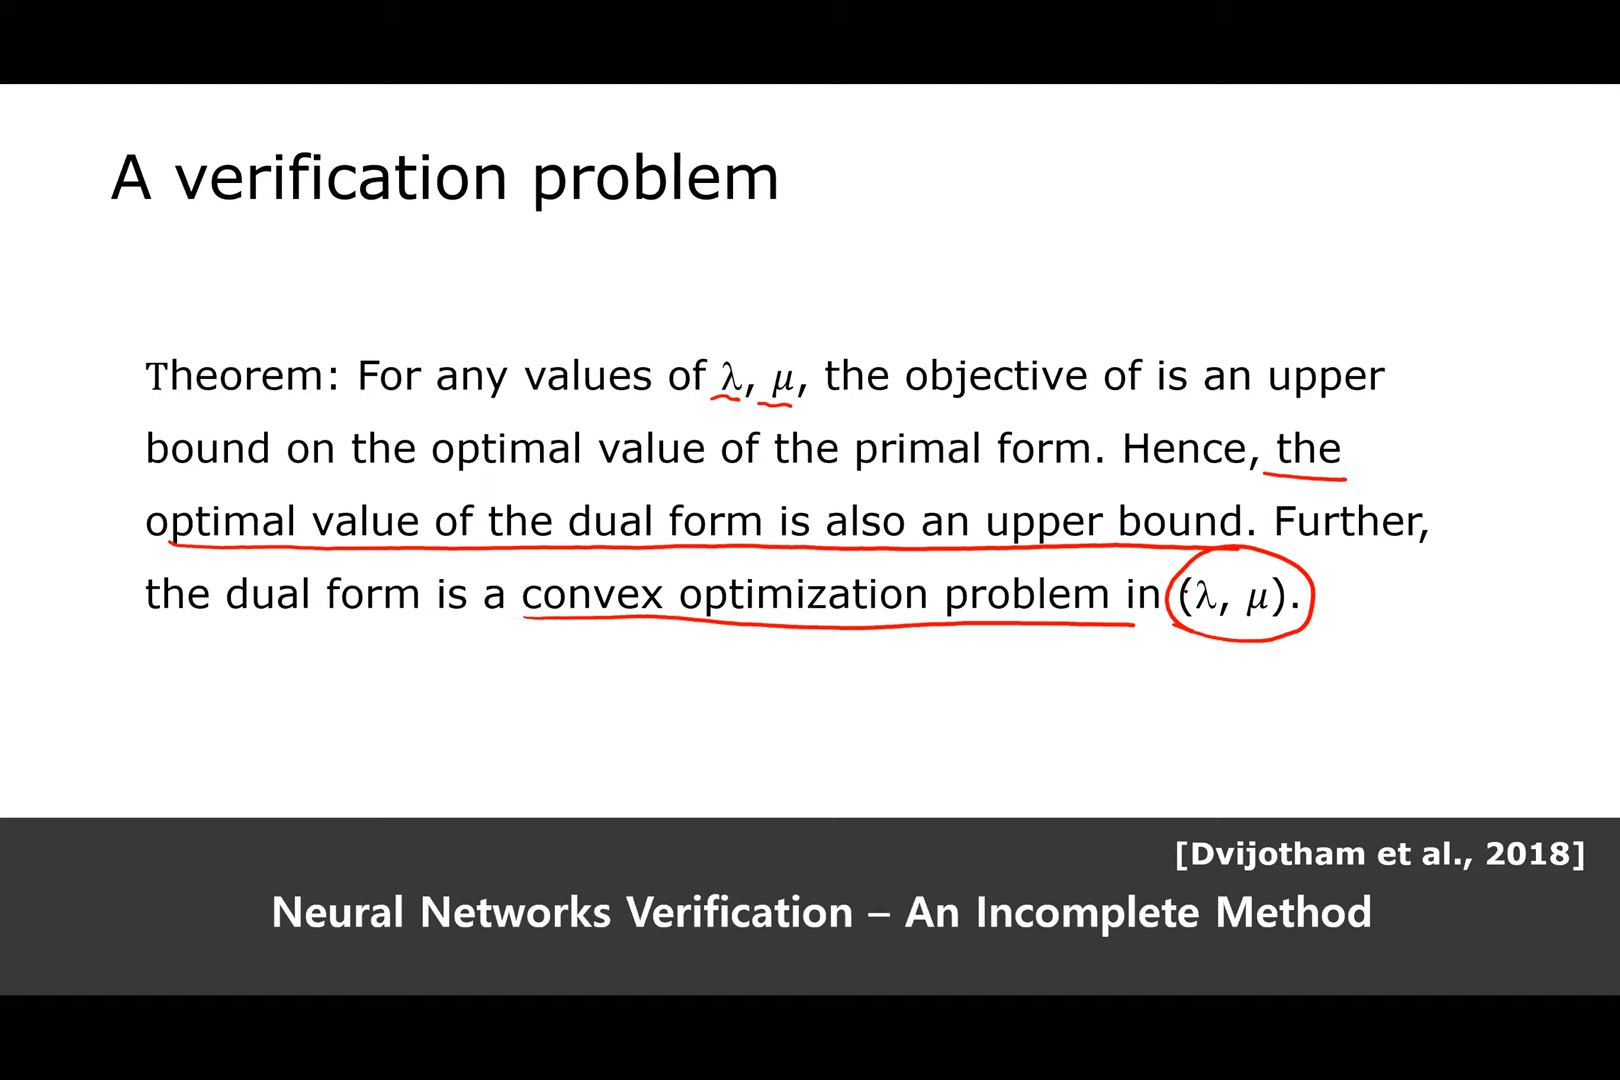 A verification problem
Theorem: For any values of λ, μ, the objective of is an upper
bound on the optimal value of the primal form. Hence, the
optimal value of the dual form is also an upper bound. Further,
the dual form is a convex optimization problem in (λ, μ).
[Dvijotham et al., 2018]
Neural Networks Verification – An Incomplete Method